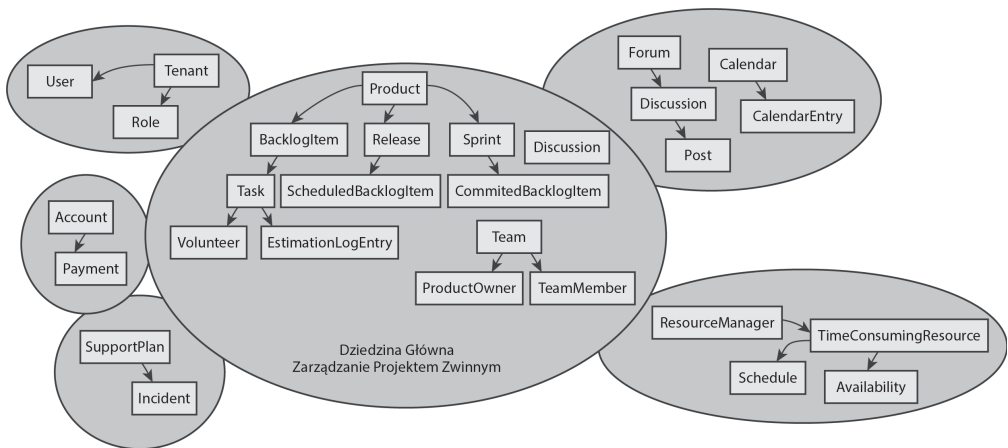 User
Tenant
Role
Account
Payment
SupportPlan
Incident
Product
BacklogItem
Release
Sprint
Discussion
Task
ScheduledBacklogItem
CommitedBacklogItem
Volunteer
EstimationLogEntry
Team
ProductOwner
TeamMember
Dziedzina Główna
Zarządzanie Projektem Zwinnym
Forum
Calendar
Discussion
CalendarEntry
Post
ResourceManager
TimeConsumingResource
Schedule
Availability